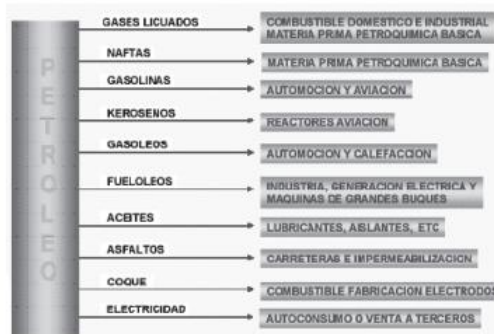 PETROLEO
GASES LICUADOS
COMBUSTIBLE DOMESTICO E INDUSTRIAL
MATERIA PRIMA PETROQUIMICA BASICA
NAFTAS
MATERIA PRIMA PETROQUIMICA BASICA
GASOLINAS
AUTOMOCION Y AVIACION
KEROSENOS
REACTORES AVIACION
GASOLEOS
AUTOMOCION Y CALEFACCION
FUELOLEOS
INDUSTRIA, GENERACION ELECTRICA Y
MAQUINAS DE GRANDES BUQUES
ACEITES
LUBRICANTES, AISLANTES, ETC
ASFALTOS
CARRETERAS E IMPERMEABILIZACION
COQUE
COMBUSTIBLE FABRICACION ELECTRODOS
ELECTRICIDAD
AUTOCONSUMO O VENTA A TERCEROS